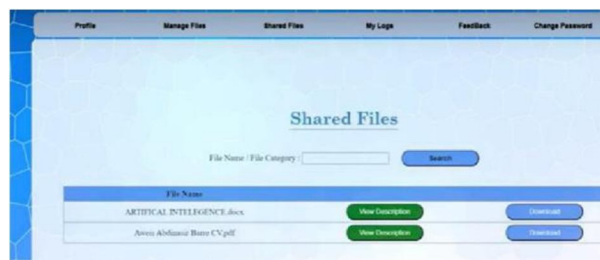 Profile Manage Files Shared Files My Logs FeedBack Change Password
Shared Files
File Name / File Category : Search
File Name
ARTIFICAL INTELEGENCE.docx View Description Download
Awen Abdinasir Barre CV.pdf View Description Download